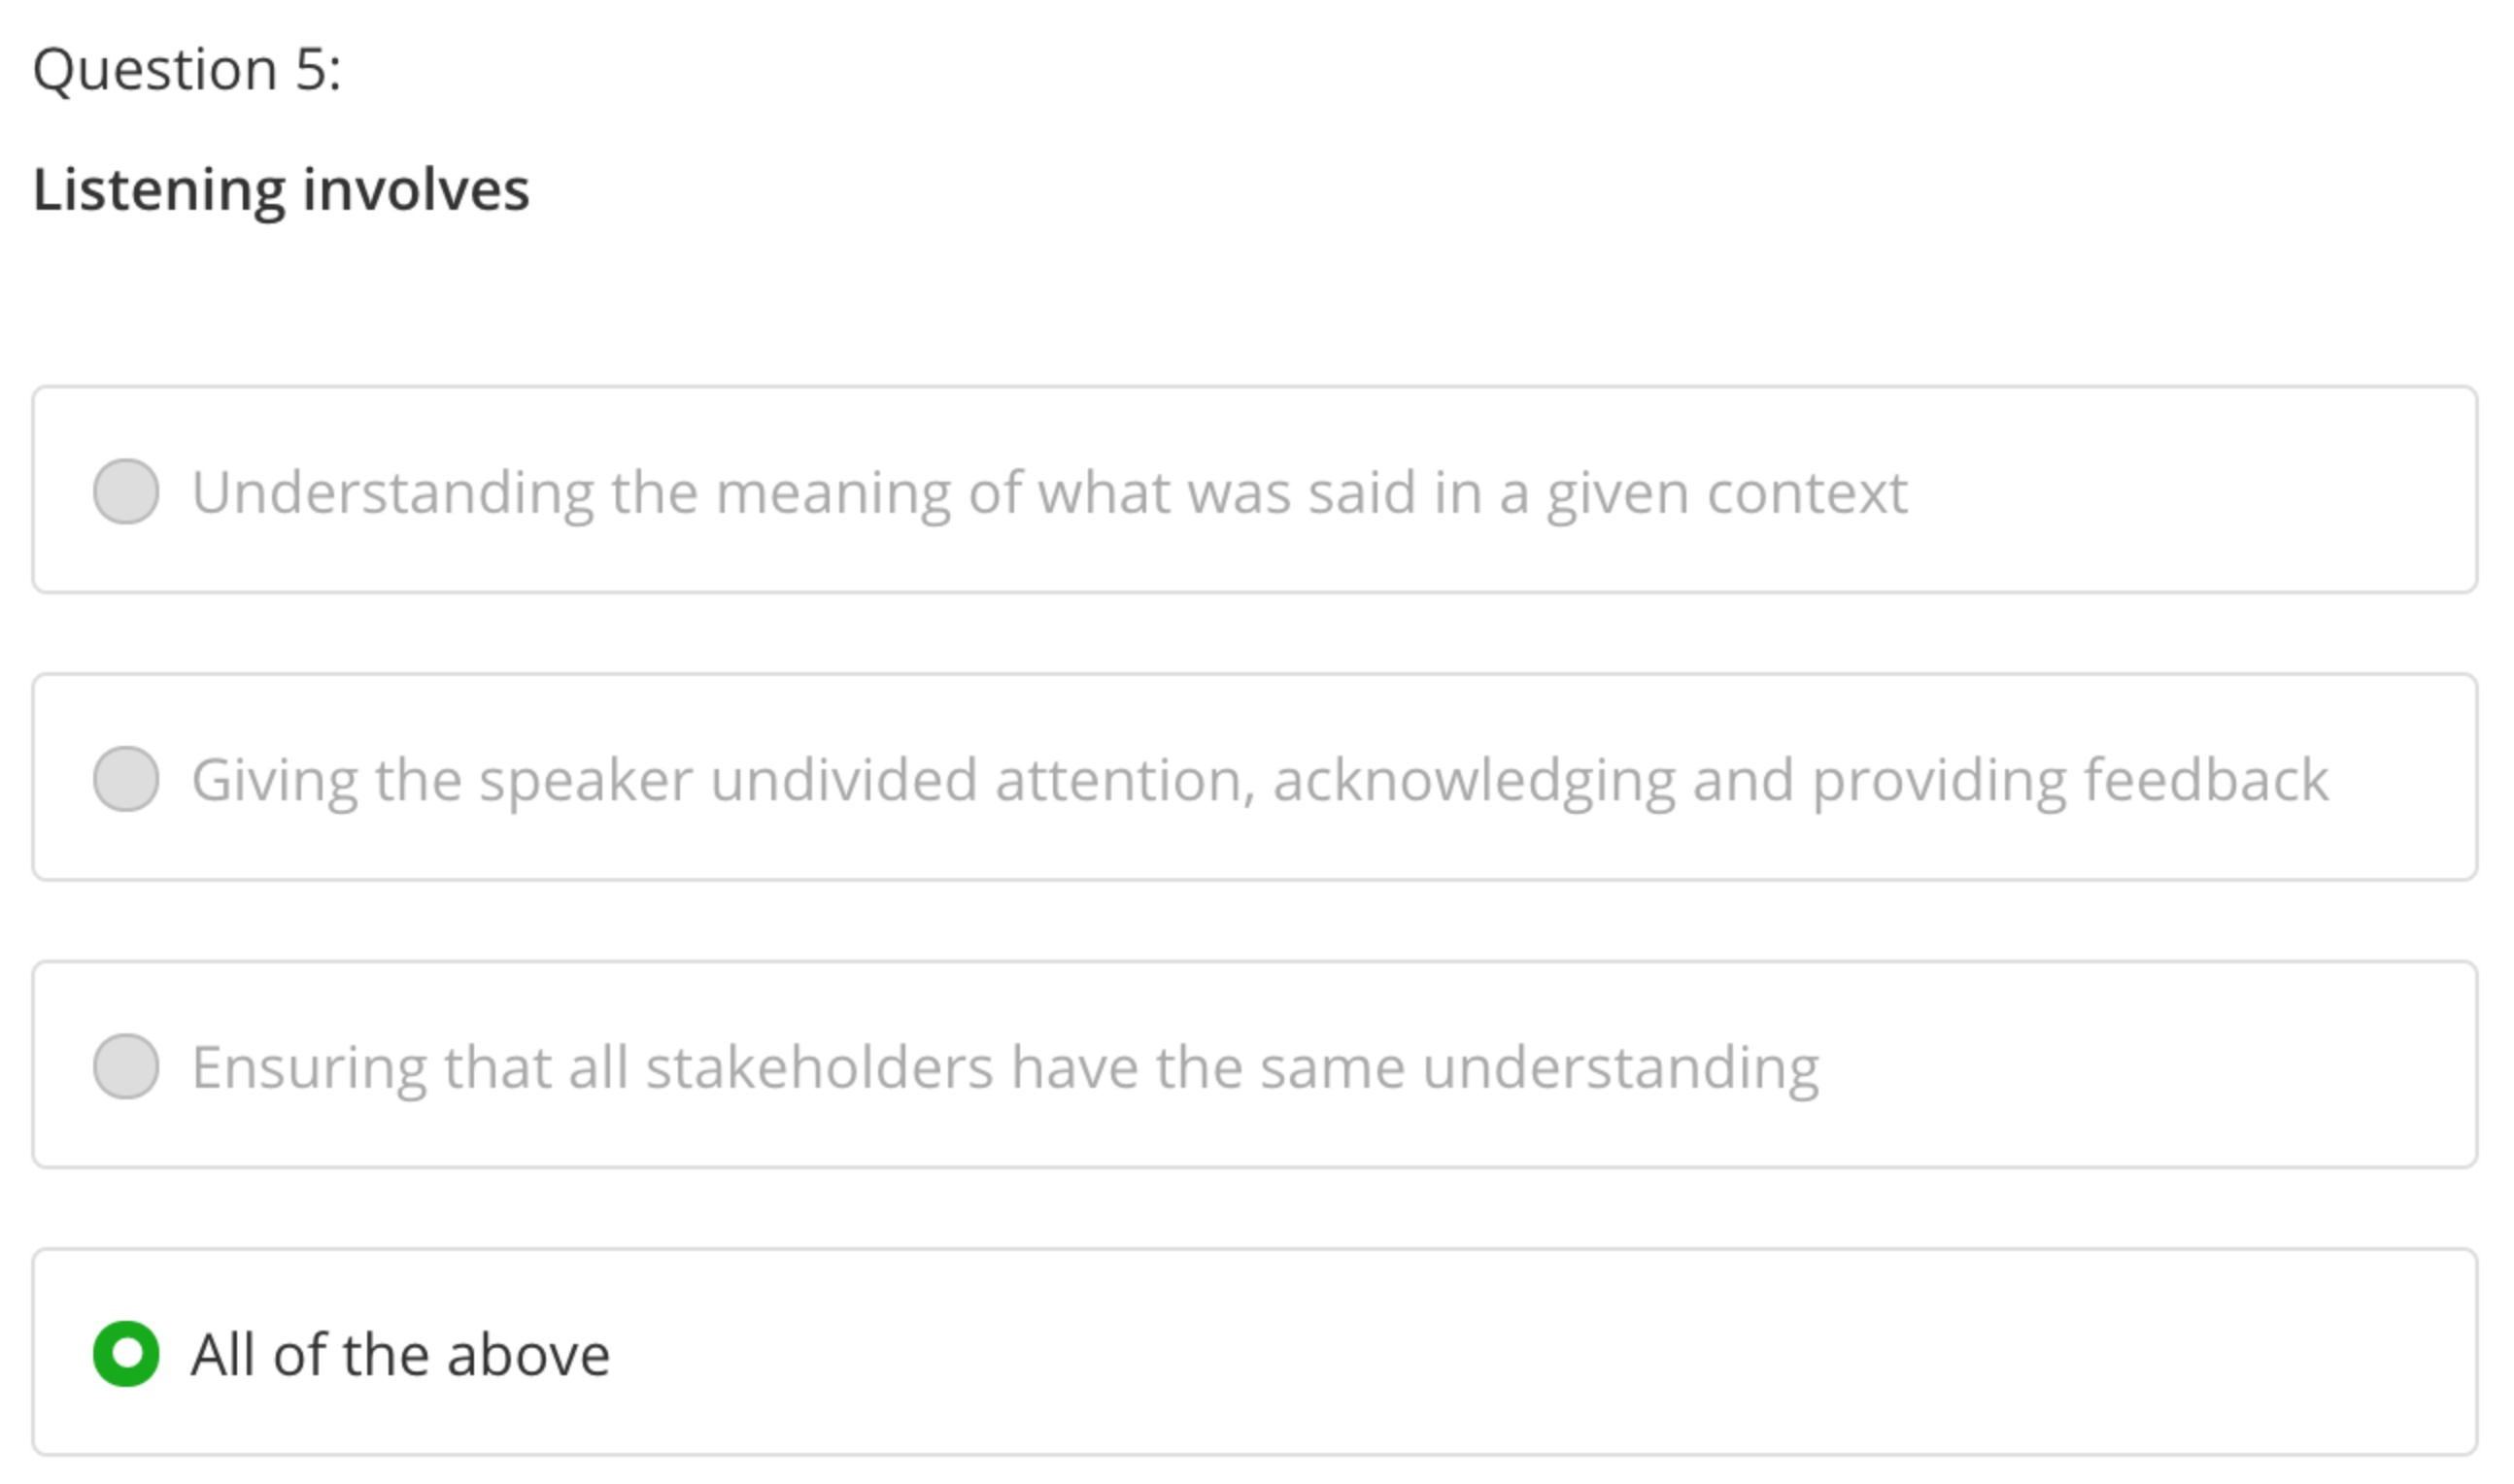 Question 5:
Listening involves
Understanding the meaning of what was said in a given context
Giving the speaker undivided attention, acknowledging and providing feedback
Ensuring that all stakeholders have the same understanding
All of the above